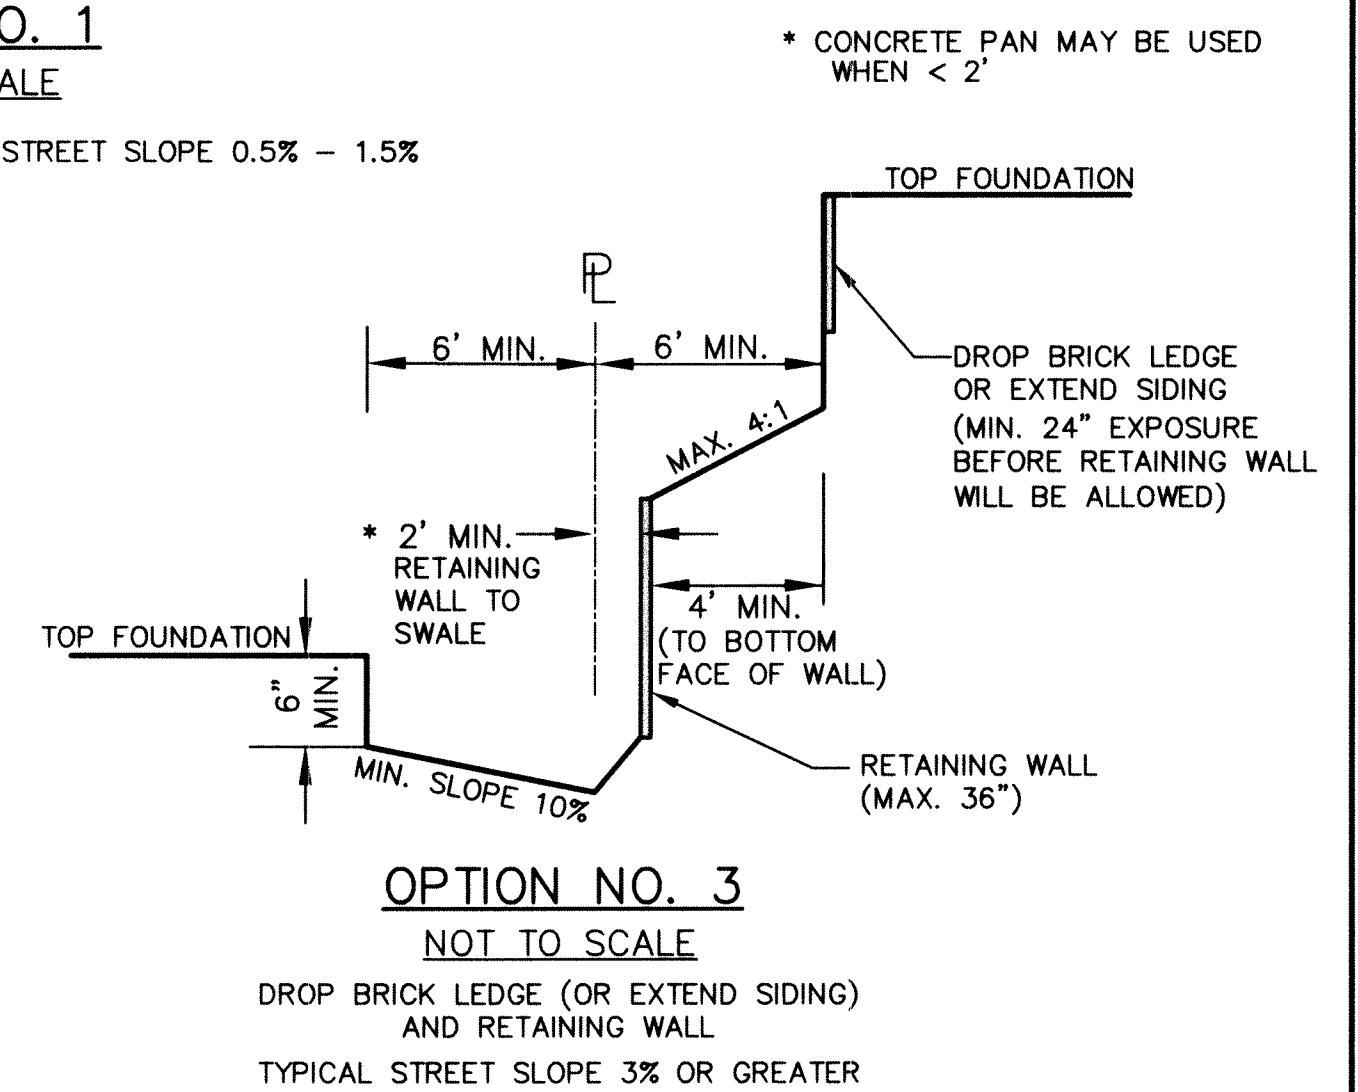 O. 1
ALE
STREET SLOPE 0.5% – 1.5%
* CONCRETE PAN MAY BE USED
WHEN < 2'
TOP FOUNDATION
PL
6' MIN.
6' MIN.
DROP BRICK LEDGE
OR EXTEND SIDING
(MIN. 24" EXPOSURE
BEFORE RETAINING WALL
WILL BE ALLOWED)
MAX. 4:1
* 2' MIN.
RETAINING
WALL TO
SWALE
4' MIN.
(TO BOTTOM
FACE OF WALL)
TOP FOUNDATION
6"
MIN.
MIN. SLOPE 10%
RETAINING WALL
(MAX. 36")
OPTION NO. 3
NOT TO SCALE
DROP BRICK LEDGE (OR EXTEND SIDING)
AND RETAINING WALL
TYPICAL STREET SLOPE 3% OR GREATER